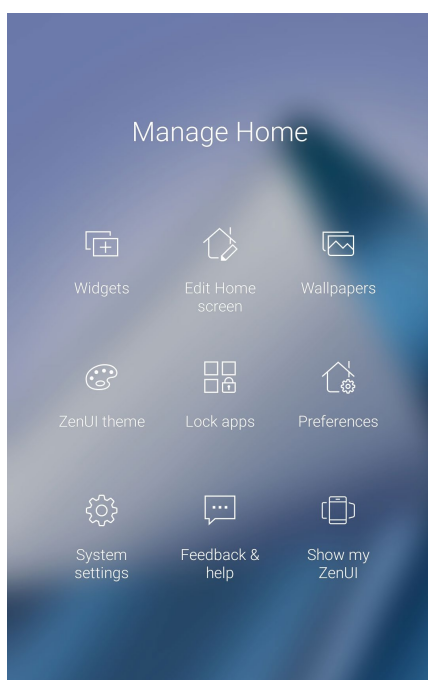 Manage Home
Widgets
Edit Home
screen
Wallpapers
ZenUI theme
Lock apps
Preferences
System
settings
Feedback &
help
Show my
ZenUI